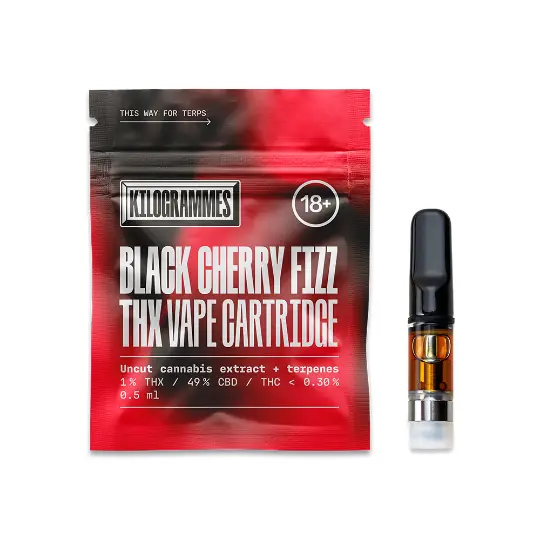 THIS WAY FOR TERPS
KILOGRAMMES
18+
BLACK CHERRY FIZZ
THX VAPE CARTRIDGE
Uncut cannabis extract + terpenes
1% THX / 49% CBD / THC < 0.30%
0.5 ml